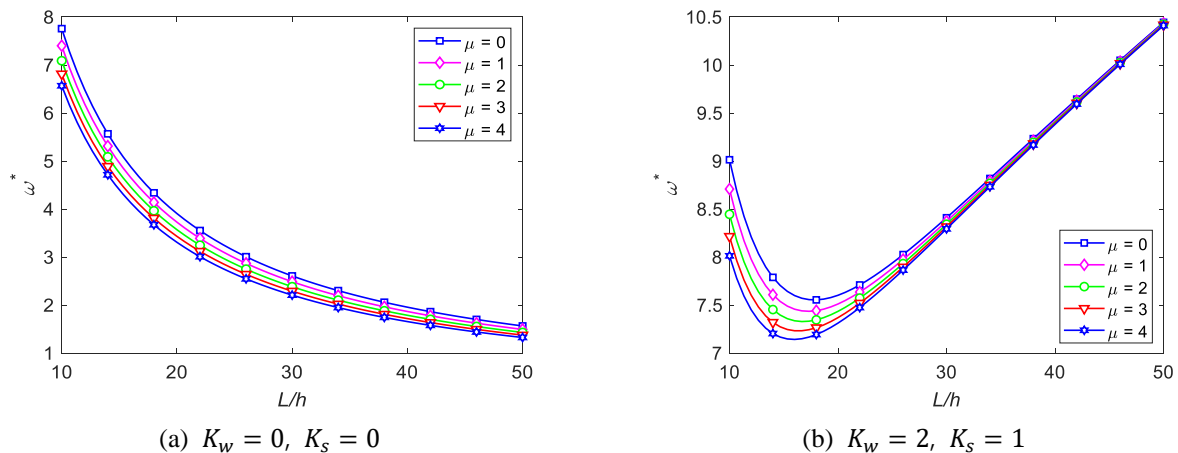 8
7
6
5
4
3
2
1
ω*
10 20 30 40 50
L/h
μ = 0
μ = 1
μ = 2
μ = 3
μ = 4
(a) K_w = 0, K_s = 0
10.5
10
9.5
9
8.5
8
7.5
7
ω*
10 20 30 40 50
L/h
μ = 0
μ = 1
μ = 2
μ = 3
μ = 4
(b) K_w = 2, K_s = 1